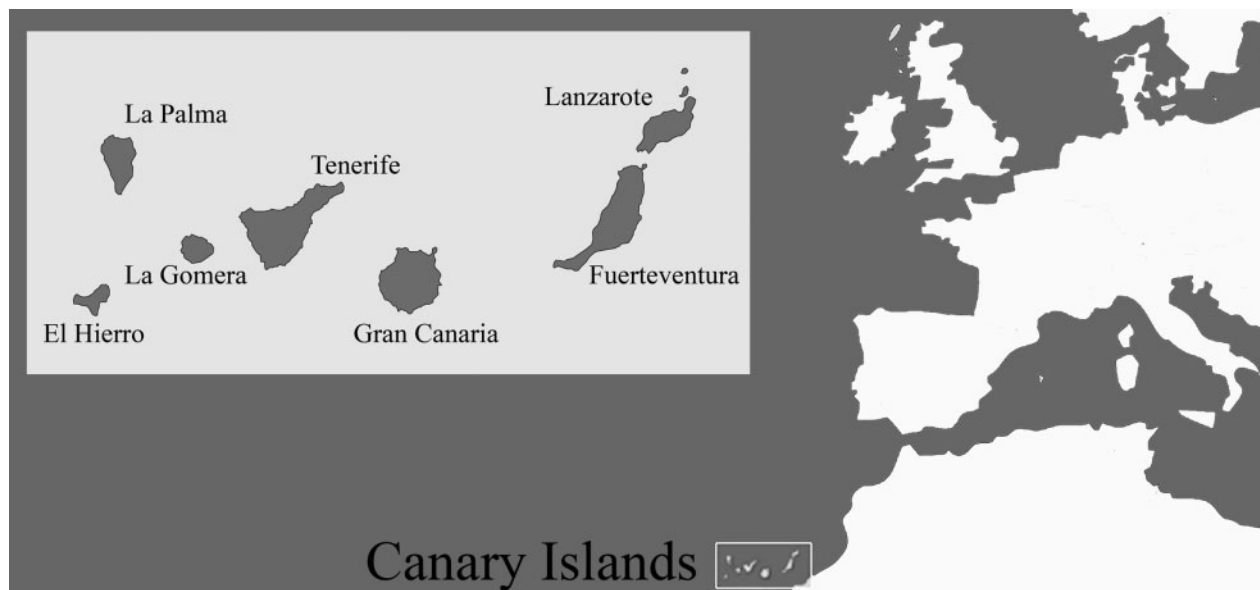 Lanzarote
La Palma
Tenerife
La Gomera
Fuerteventura
El Hierro
Gran Canaria
Canary Islands